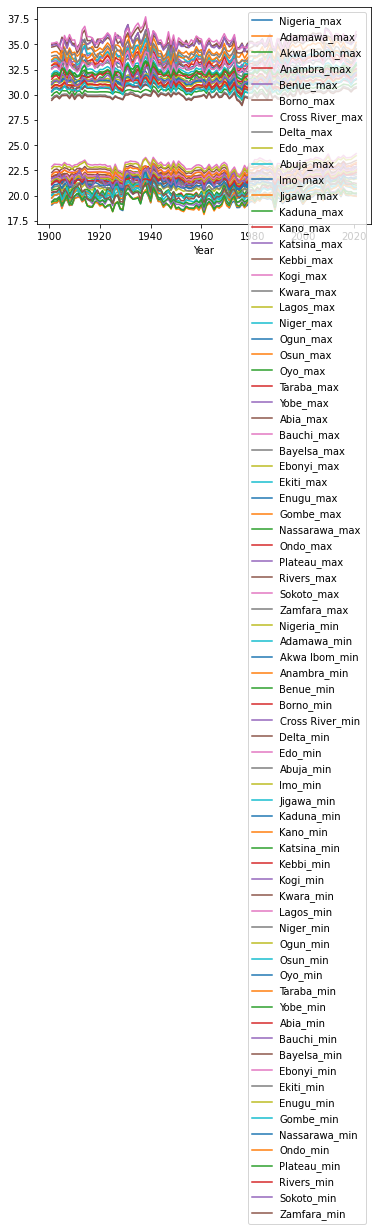 37.5
35.0
32.5
30.0
27.5
25.0
22.5
20.0
17.5
1900
1920
1940
1960
1980
2000
2020
Year
Nigeria_max
Adamawa_max
Akwa Ibom_max
Anambra_max
Benue_max
Borno_max
Cross River_max
Delta_max
Edo_max
Abuja_max
Imo_max
Jigawa_max
Kaduna_max
Kano_max
Katsina_max
Kebbi_max
Kogi_max
Kwara_max
Lagos_max
Niger_max
Ogun_max
Osun_max
Oyo_max
Taraba_max
Yobe_max
Abia_max
Bauchi_max
Bayelsa_max
Ebonyi_max
Ekiti_max
Enugu_max
Gombe_max
Nassarawa_max
Ondo_max
Plateau_max
Rivers_max
Sokoto_max
Zamfara_max
Nigeria_min
Adamawa_min
Akwa Ibom_min
Anambra_min
Benue_min
Borno_min
Cross River_min
Delta_min
Edo_min
Abuja_min
Imo_min
Jigawa_min
Kaduna_min
Kano_min
Katsina_min
Kebbi_min
Kogi_min
Kwara_min
Lagos_min
Niger_min
Ogun_min
Osun_min
Oyo_min
Taraba_min
Yobe_min
Abia_min
Bauchi_min
Bayelsa_min
Ebonyi_min
Ekiti_min
Enugu_min
Gombe_min
Nassarawa_min
Ondo_min
Plateau_min
Rivers_min
Sokoto_min
Zamfara_min